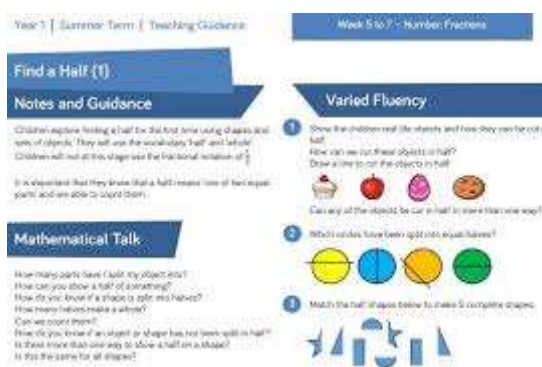 Year 1 | Summer Term | Teaching Guidance
Week 5 to 7 – Number: Fractions
Find a Half (1)
Notes and Guidance
Children explore finding a half for the first time using shapes and
sets of objects. They will use the vocabulary 'half' and 'whole'.
Children will not at this stage use the fractional notation of ½
It is important that they know that a half means 'one of two equal
parts' and are able to count them.
Mathematical Talk
How many parts have I split my object into?
How can you show a half of something?
How do you know if a shape is split into halves?
How many halves make a whole?
Can we count them?
How do you know if an object or shape has not been split in half?
Is there more than one way to show a half on a shape?
Is this the same for all shapes?
Varied Fluency
1 Show the children real life objects and how they can be cut in
half.
How can we cut these objects in half?
Draw a line to cut the objects in half
Can any of the objects be cut in half in more than one way?
2 Which circles have been split into equal halves?
3 Match the half shapes below to make 5 complete shapes.